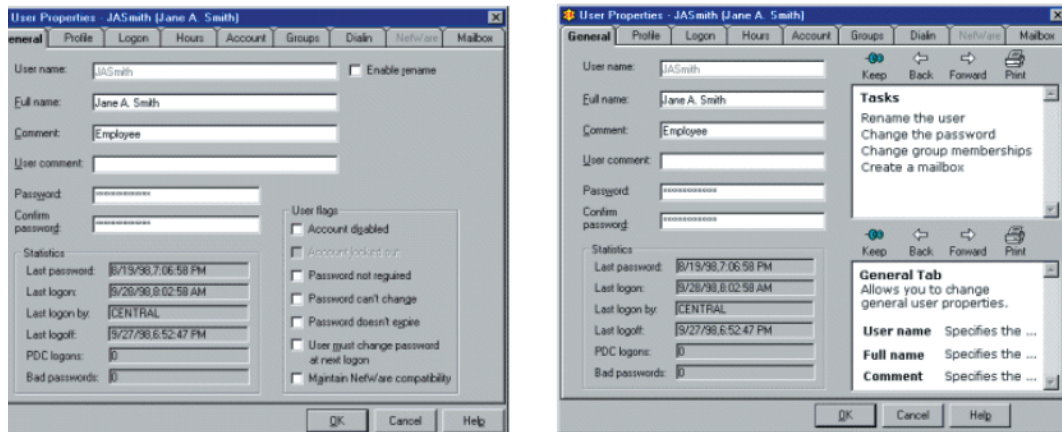 User Properties - JASmith (Jane A. Smith)
eneral Profile Logon Hours Account Groups Dialin NetWare Mailbox
User name: JASmith Enable rename
Full name: Jane A. Smith
Comment: Employee
User comment:
Password: ************
Confirm password: ************
User flags
Account disabled
Account locked out
Password not required
Password can't change
Password doesn't expire
User must change password
at next logon
Maintain NetWare compatibility
Statistics
Last password: 8/19/98,7:06:58 PM
Last logon: 9/28/98,8:02:58 AM
Last logon by: CENTRAL
Last logoff: 9/27/98,6:52:47 PM
PDC logons: 0
Bad passwords: 0
OK Cancel Help
User Properties - JASmith (Jane A. Smith)
General Profile Logon Hours Account Groups Dialin NetWare Mailbox
User name: JASmith
Full name: Jane A. Smith
Comment: Employee
User comment:
Password: ************
Confirm password: ************
Statistics
Last password: 8/19/98,7:06:58 PM
Last logon: 9/28/98,8:02:58 AM
Last logon by: CENTRAL
Last logoff: 9/27/98,6:52:47 PM
PDC logons: 0
Bad passwords: 0
Keep Back Forward Print
Tasks
Rename the user
Change the password
Change group memberships
Create a mailbox
Keep Back Forward Print
General Tab
Allows you to change
general user properties.
User name Specifies the ...
Full name Specifies the ...
Comment Specifies the ...
OK Cancel Help